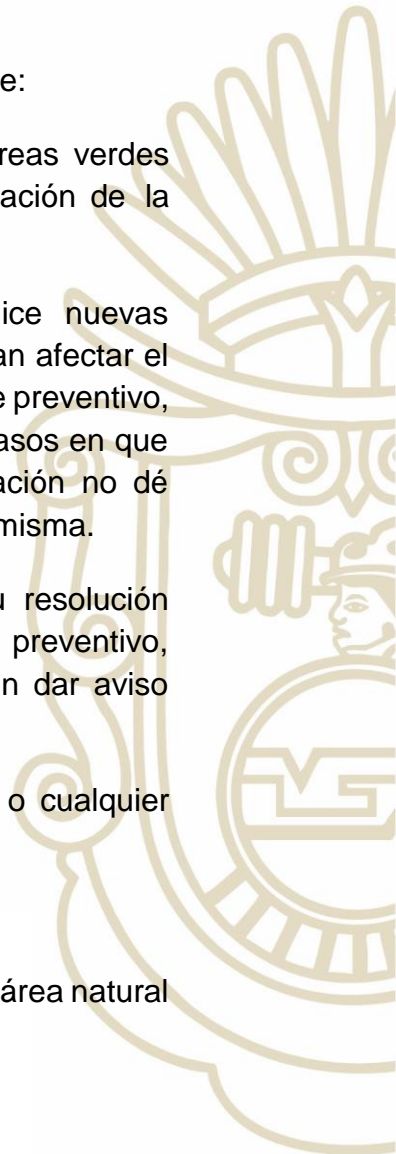 e:
reas verdes
ación de la
ice nuevas
an afectar el
e preventivo,
asos en que
ación no dé
misma.
u resolución
preventivo,
n dar aviso
o cualquier
área natural